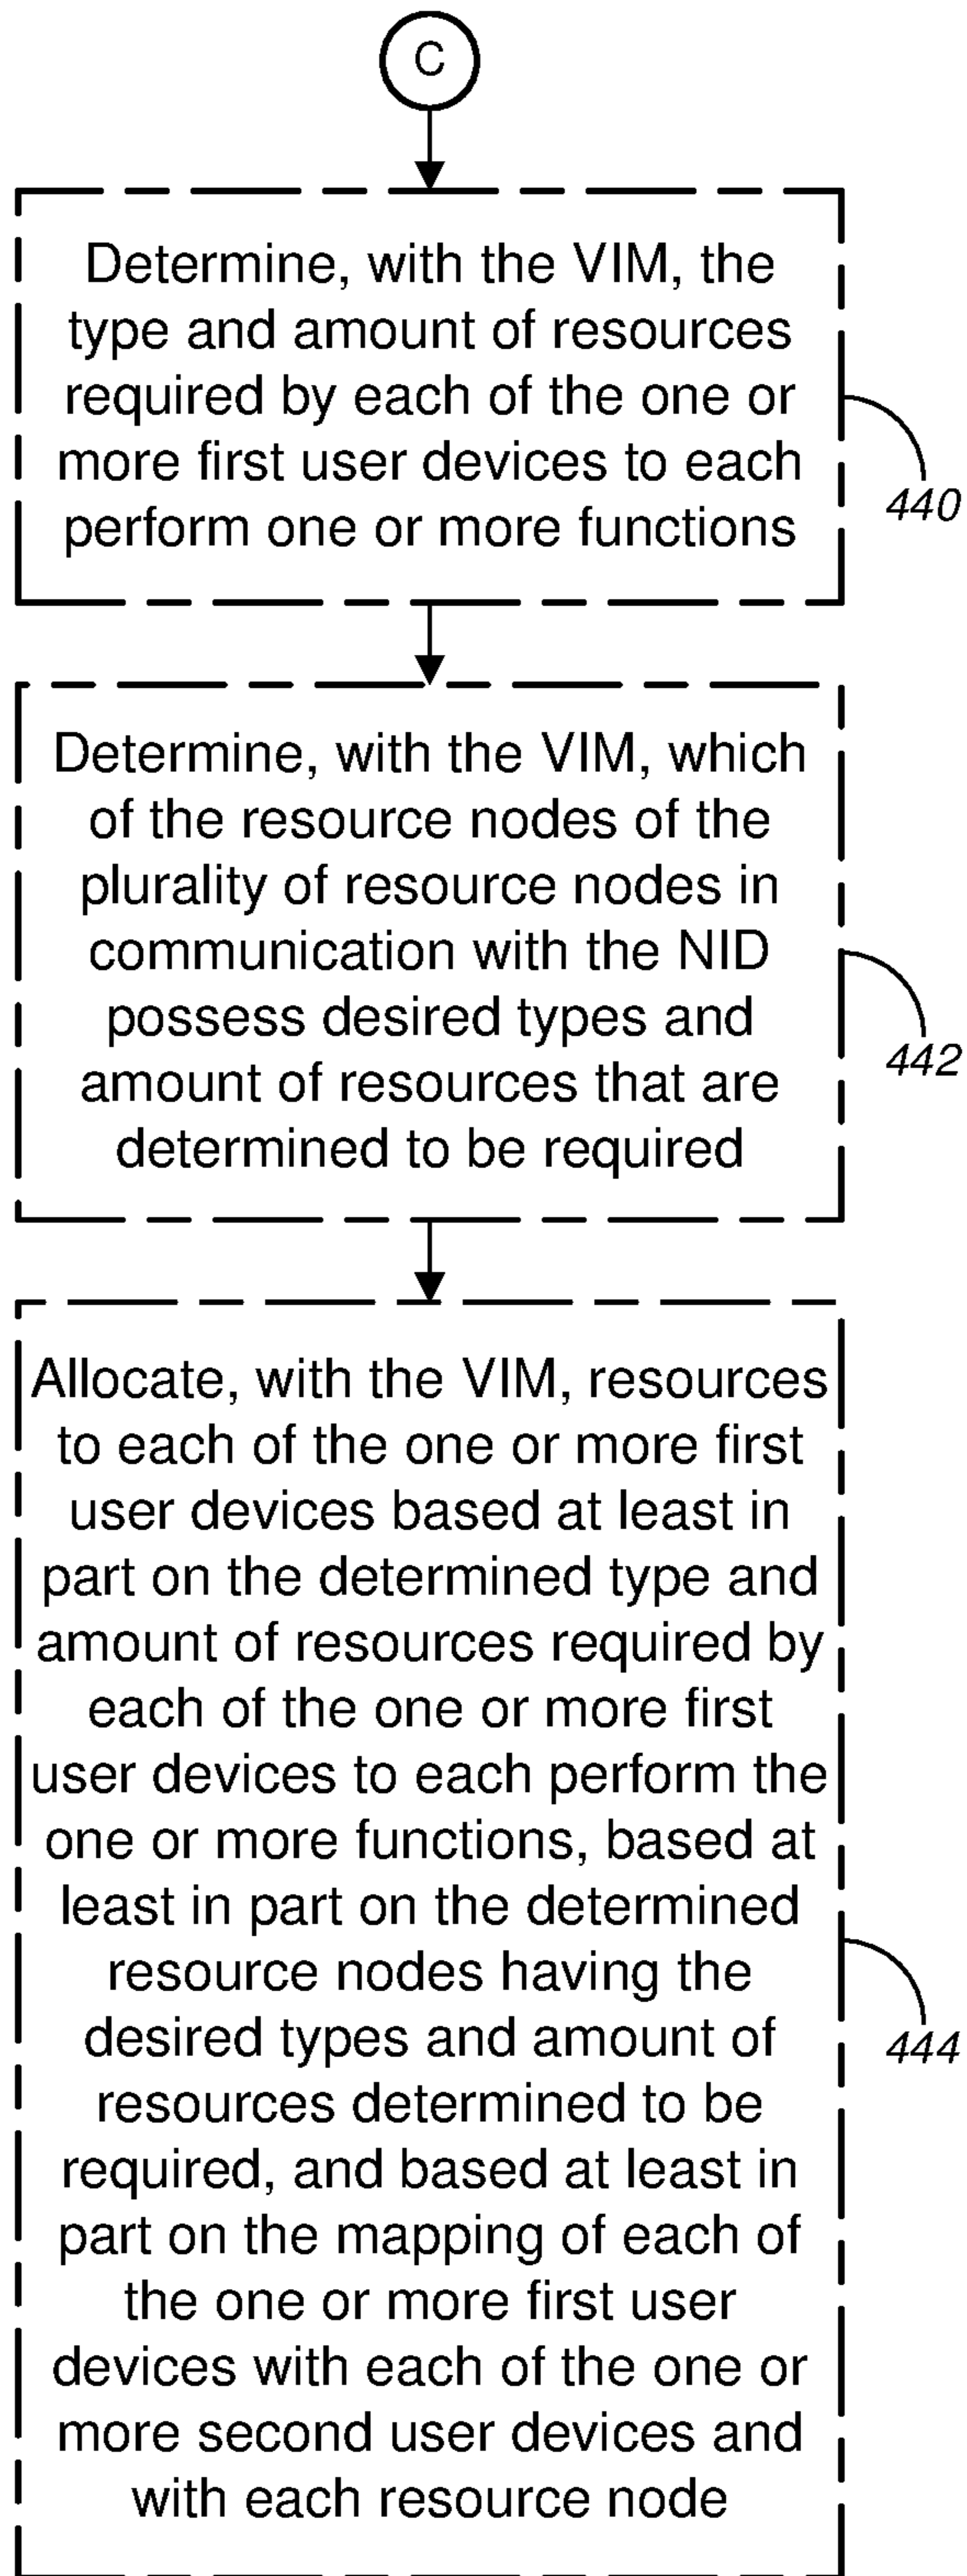 C
Determine, with the VIM, the
type and amount of resources
required by each of the one or
more first user devices to each
perform one or more functions
440
Determine, with the VIM, which
of the resource nodes of the
plurality of resource nodes in
communication with the NID
possess desired types and
amount of resources that are
determined to be required
442
Allocate, with the VIM, resources
to each of the one or more first
user devices based at least in
part on the determined type and
amount of resources required by
each of the one or more first
user devices to each perform the
one or more functions, based at
least in part on the determined
resource nodes having the
desired types and amount of
resources determined to be
required, and based at least in
part on the mapping of each of
the one or more first user
devices with each of the one or
more second user devices and
with each resource node
444